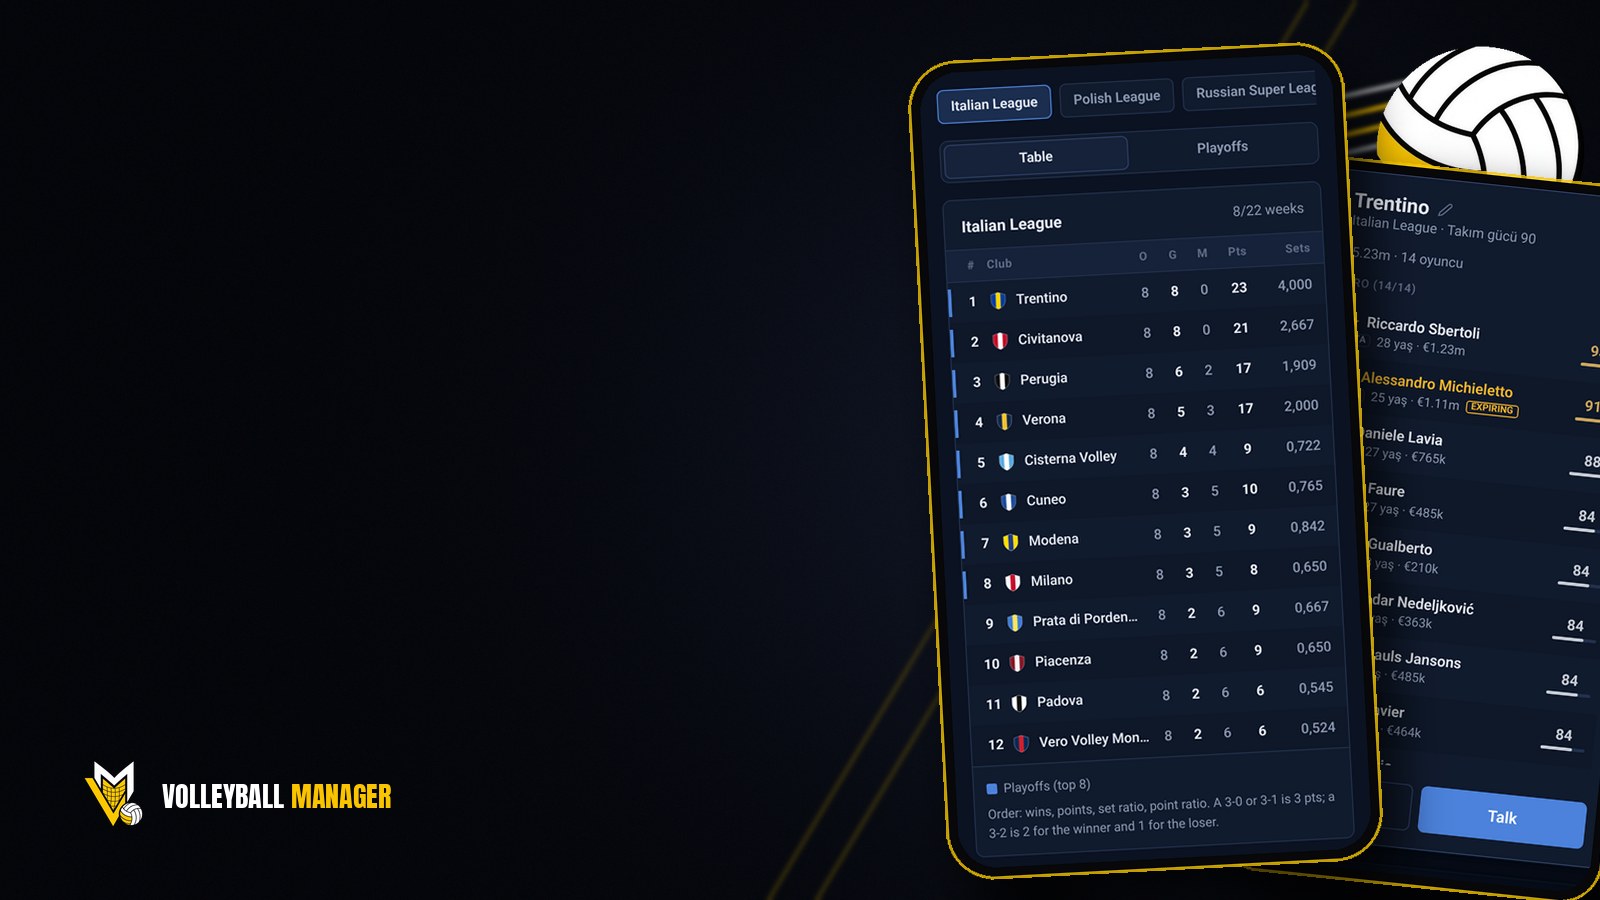 Italian League
Polish League
Russian Super Leag
Table
Playoffs
Italian League
8/22 weeks
# Club O G M Pts Sets
1 Trentino 8 8 0 23 4,000
2 Civitanova 8 8 0 21 2,667
3 Perugia 8 6 2 17 1,909
4 Verona 8 5 3 17 2,000
5 Cisterna Volley 8 4 4 9 0,722
6 Cuneo 8 3 5 10 0,765
7 Modena 8 3 5 9 0,842
8 Milano 8 3 5 8 0,650
9 Prata di Porden... 8 2 6 9 0,667
10 Piacenza 8 2 6 9 0,650
11 Padova 8 2 6 6 0,545
12 Vero Volley Mon... 8 2 6 6 0,524
Playoffs (top 8)
Order: wins, points, set ratio, point ratio. A 3-0 or 3-1 is 3 pts; a
3-2 is 2 for the winner and 1 for the loser.
Trentino
Italian League · Takım gücü 90
5.23m · 14 oyuncu
RO (14/14)
Riccardo Sbertoli
A 28 yaş · €1.23m
Alessandro Michieletto
25 yaş · €1.11m EXPIRING
91
aniele Lavia
27 yaş · €765k
88
Faure
7 yaş · €485k
84
Gualberto
yaş · €210k
84
dar Nedeljković
yaş · €363k
84
auls Jansons
ş · €485k
84
vier
· €464k
84
Talk
VOLLEYBALL MANAGER